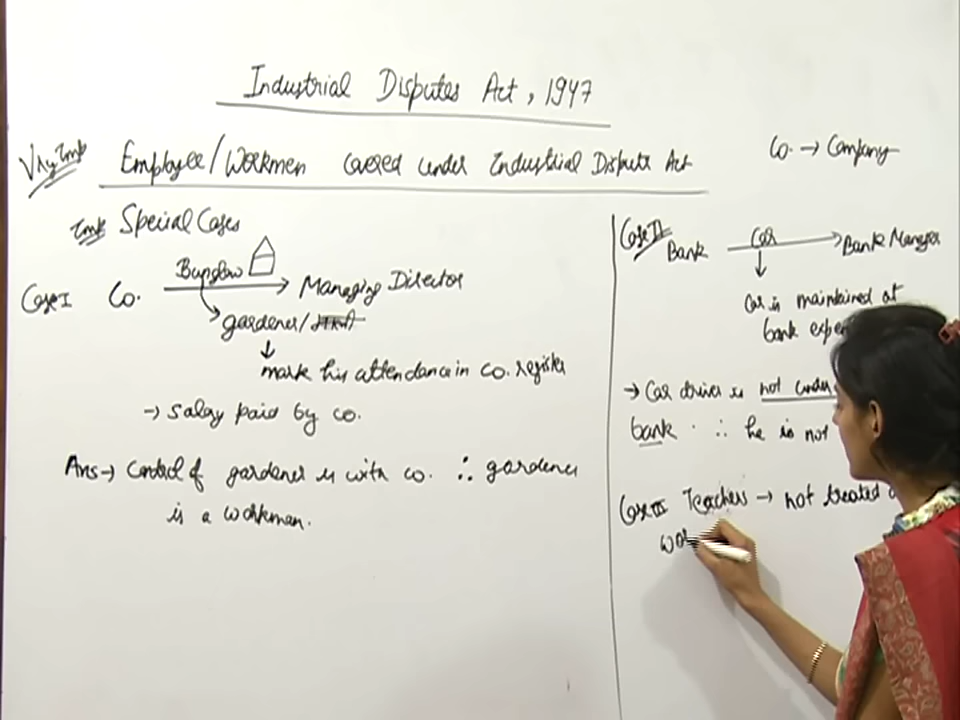 Industrial Disputes Act, 1947
V.Imp
Employee/Workmen covered under Industrial Dispute Act
Co. → Company
Imp Special Cases
Case I Co. Bunglow → Managing Director
gardener/
↓
mark his attendance in co. register
→ Salary paid by co.
Ans → Control of gardener is with co. ∴ gardener
is a workman.
Case II Bank Car → Bank Manager
↓
Car is maintained at
bank
→ Car driver is not under
bank. ∴ he is not
Case III Teachers → not treated